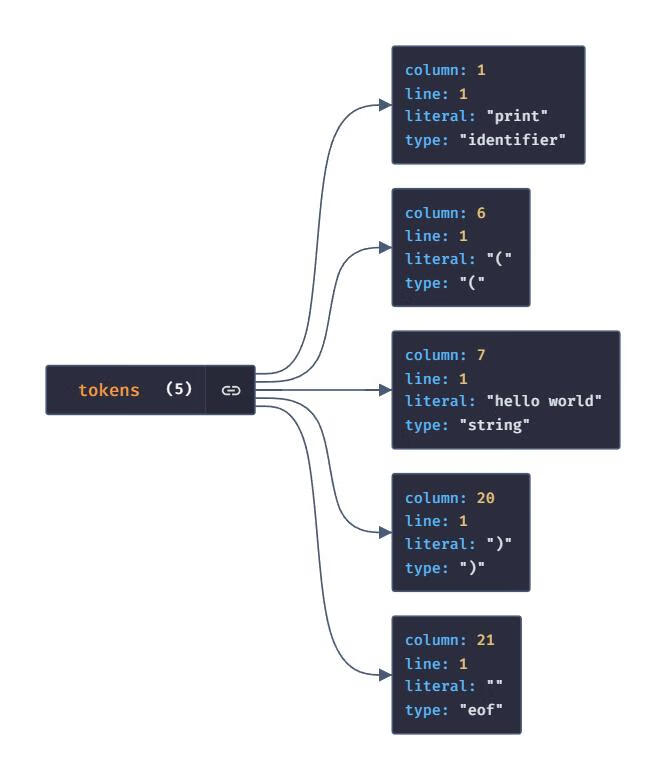 column: 1
line: 1
literal: "print"
type: "identifier"
column: 6
line: 1
literal: "("
type: "("
tokens (5)
column: 7
line: 1
literal: "hello world"
type: "string"
column: 20
line: 1
literal: ")"
type: ")"
column: 21
line: 1
literal: ""
type: "eof"